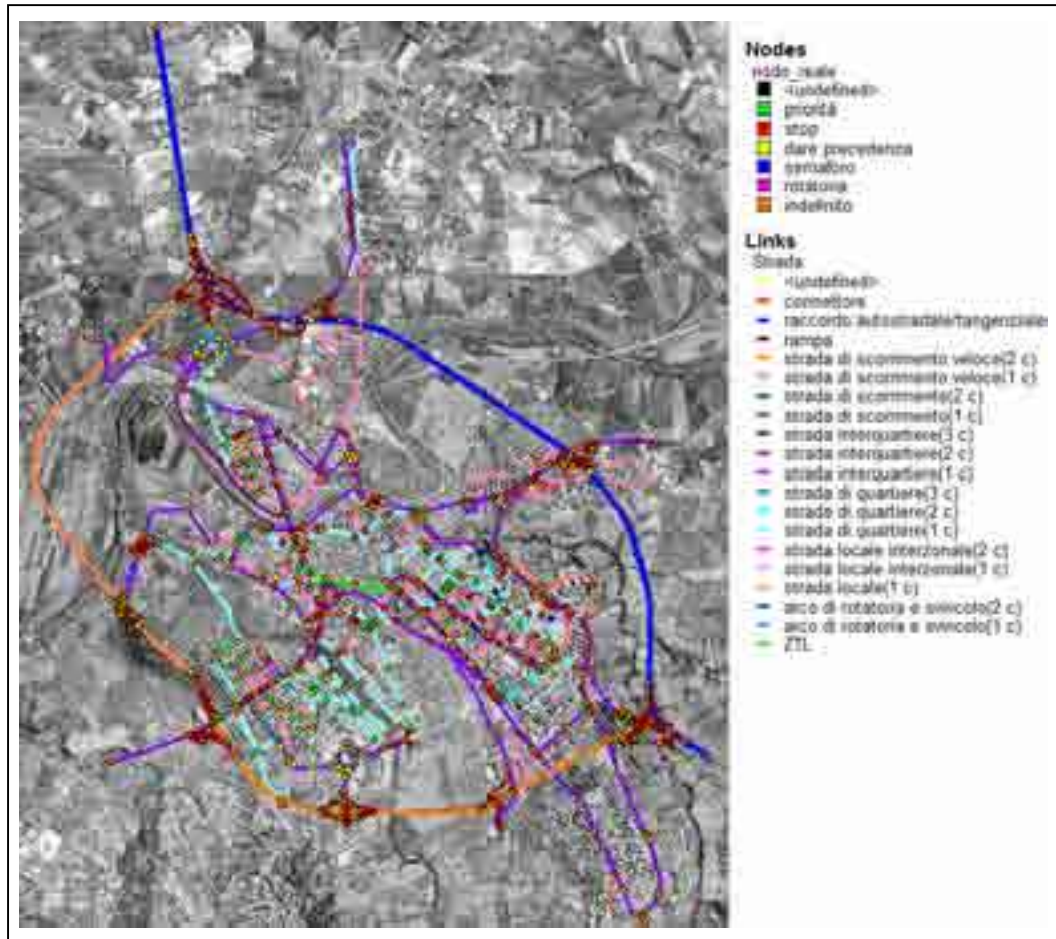 Nodes
nodo_reale
<undefined>
priorità
stop
dare precedenza
semaforo
rotatoria
indefinito
Links
Strada
<undefined>
connettore
raccordo autostradale/tangenziale
rampa
strada di scorrimento veloce(2 c)
strada di scorrimento veloce(1 c)
strada di scorrimento(2 c)
strada di scorrimento(1 c)
strada interquartiere(3 c)
strada interquartiere(2 c)
strada interquartiere(1 c)
strada di quartiere(3 c)
strada di quartiere(2 c)
strada di quartiere(1 c)
strada locale interzonale(2 c)
strada locale interzonale(1 c)
strada locale(1 c)
arco di rotatoria e svincolo(2 c)
arco di rotatoria e svincolo(1 c)
ZTL